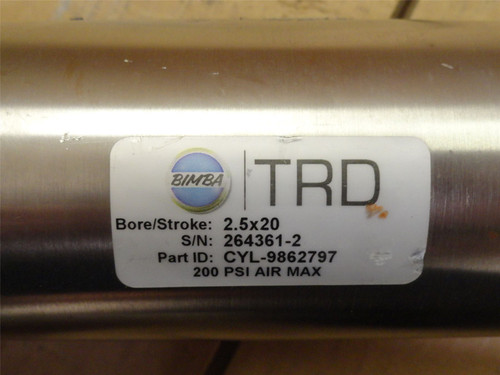 BIMBA | TRD
Bore/Stroke: 2.5x20
S/N: 264361-2
Part ID: CYL-9862797
200 PSI AIR MAX